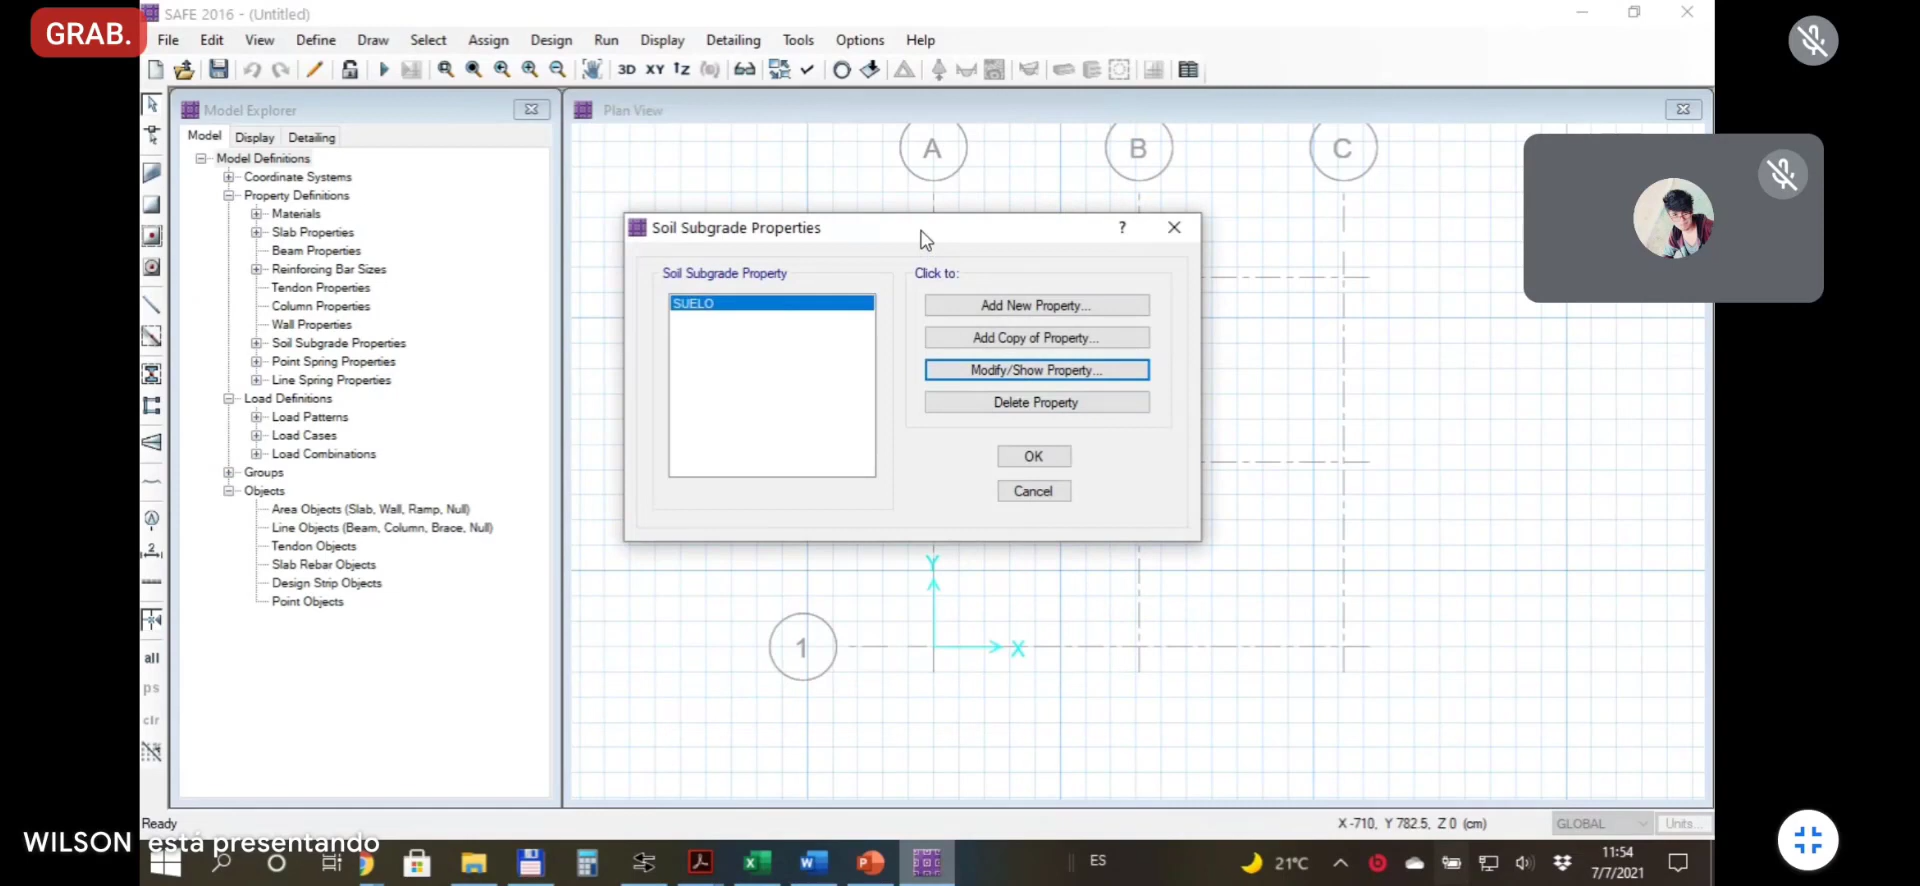 GRAB.
SAFE 2016 - (Untitled)
File Edit View Define Draw Select Assign Design Run Display Detailing Tools Options Help
3D XY
Model Explorer
Plan View
Model Display Detailing
Model Definitions
Coordinate Systems
Property Definitions
Materials
Slab Properties
Beam Properties
Reinforcing Bar Sizes
Tendon Properties
Column Properties
Wall Properties
Soil Subgrade Properties
Point Spring Properties
Line Spring Properties
Load Definitions
Load Patterns
Load Cases
Load Combinations
Groups
Objects
Area Objects (Slab, Wall, Ramp, Null)
Line Objects (Beam, Column, Brace, Null)
Tendon Objects
Slab Rebar Objects
Design Strip Objects
Point Objects
all
ps
clr
A B C
Soil Subgrade Properties ?
Soil Subgrade Property
SUELO
Click to:
Add New Property...
Add Copy of Property...
Modify/Show Property...
Delete Property
OK
Cancel
Y
X
1
Ready
X -710, Y 782.5, Z 0 (cm)
GLOBAL
Units...
WILSON está presentando
ES
21°C
11:54
7/7/2021